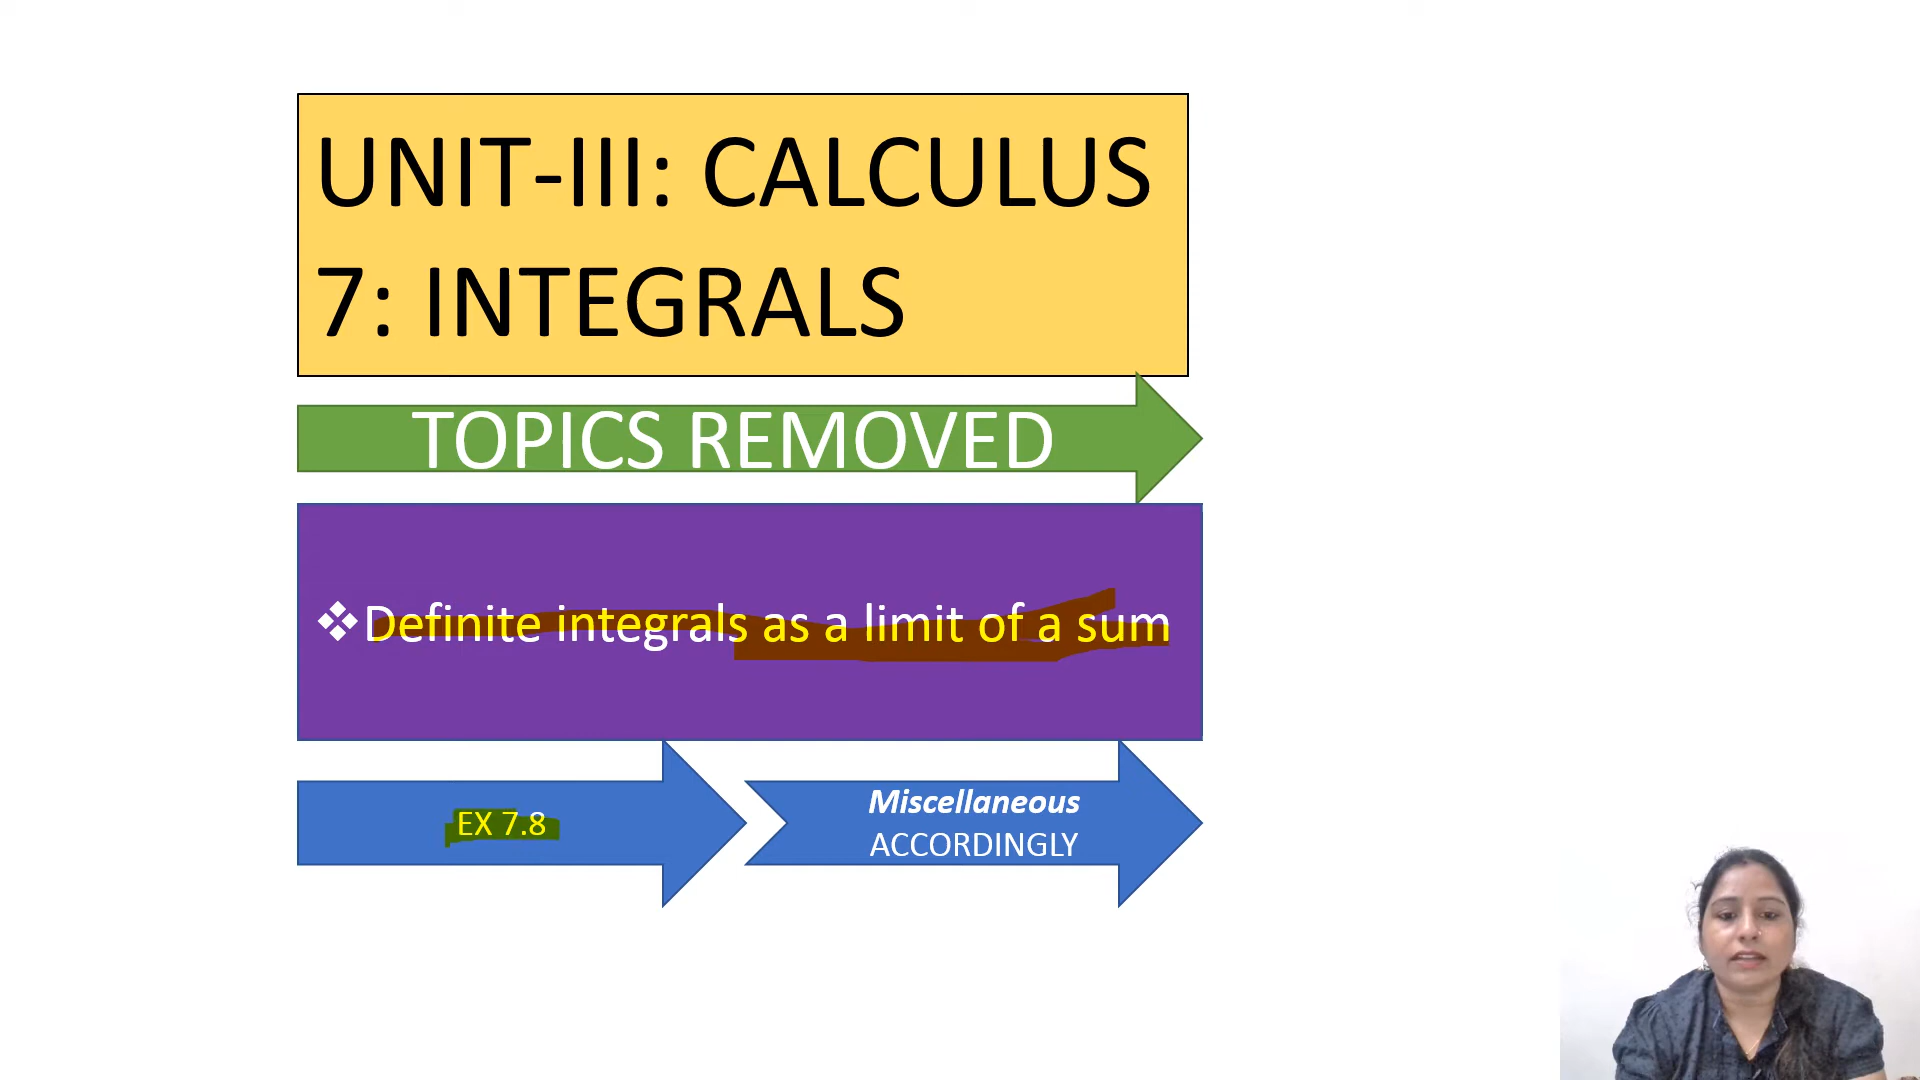 UNIT-III: CALCULUS
7: INTEGRALS
TOPICS REMOVED
❖Definite integrals as a limit of a sum
EX 7.8
Miscellaneous
ACCORDINGLY